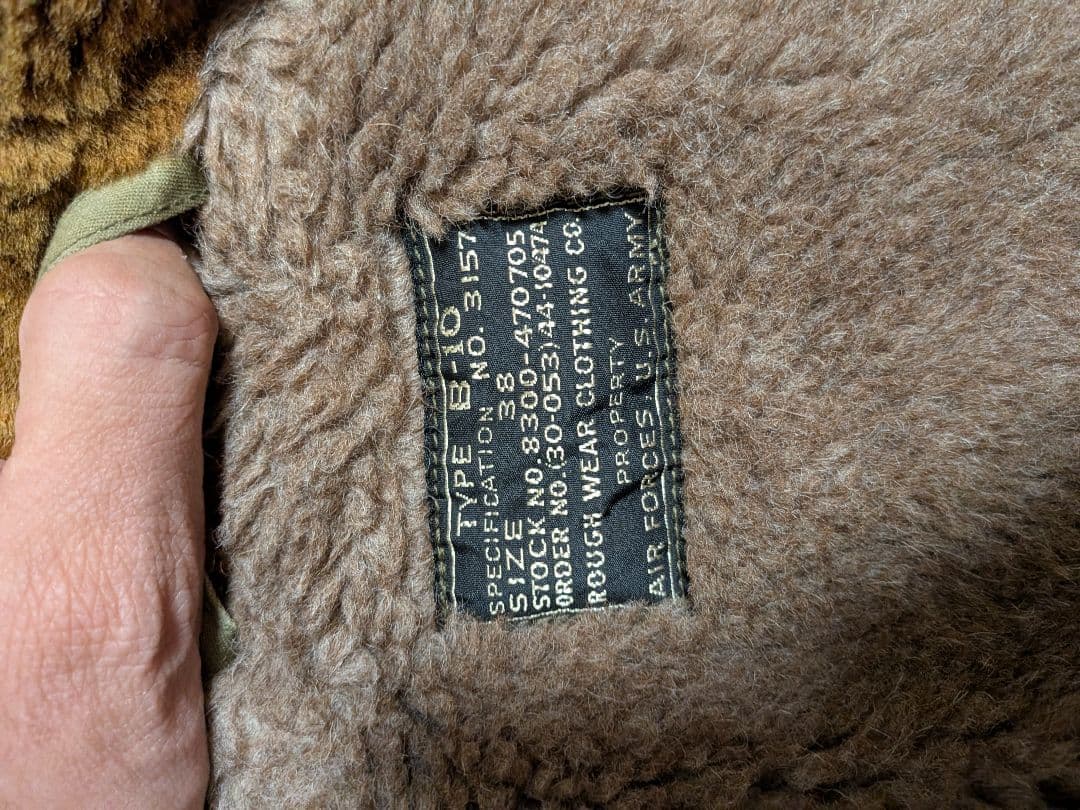 TYPE B-10
SPECIFICATION NO. 3157
SIZE 38
STOCK NO. 8300-470705
ORDER NO.(30-053)44-1047A
ROUGH WEAR CLOTHING CO.
PROPERTY
AIR FORCES, U.S. ARMY